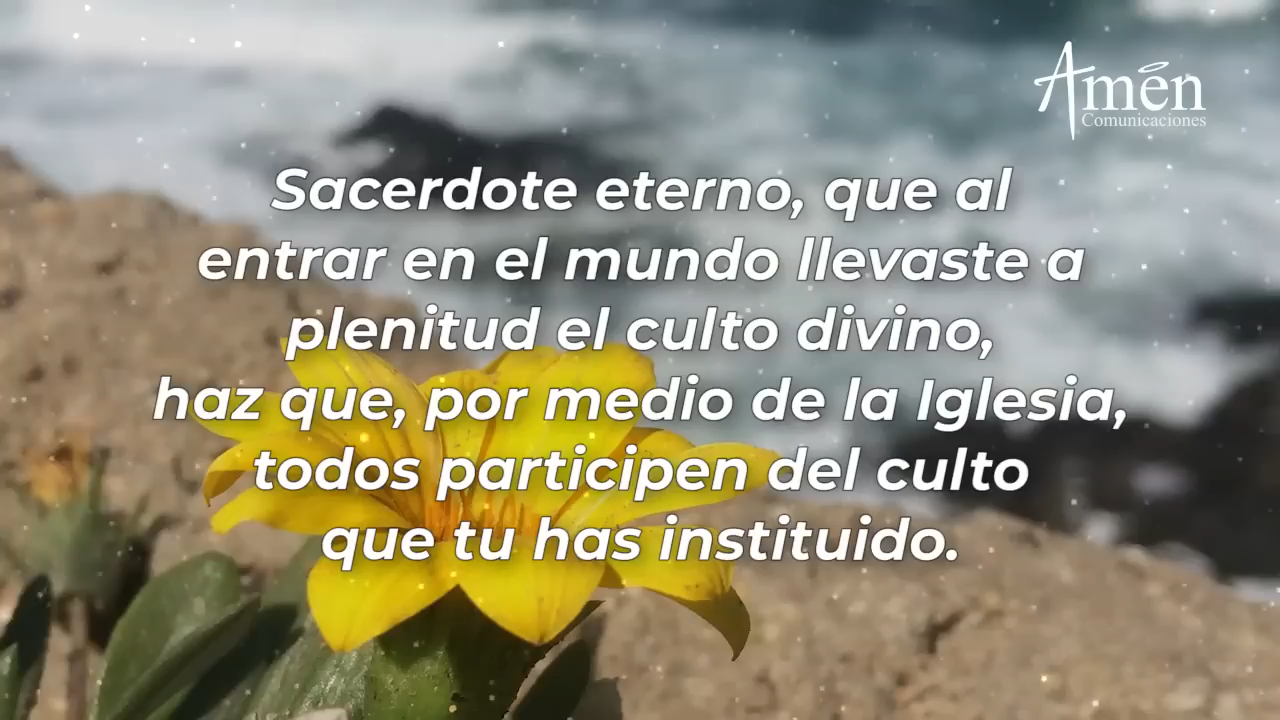 Amén
Comunicaciones
Sacerdote eterno, que al
entrar en el mundo llevaste a
plenitud el culto divino,
haz que, por medio de la Iglesia,
todos participen del culto
que tu has instituido.